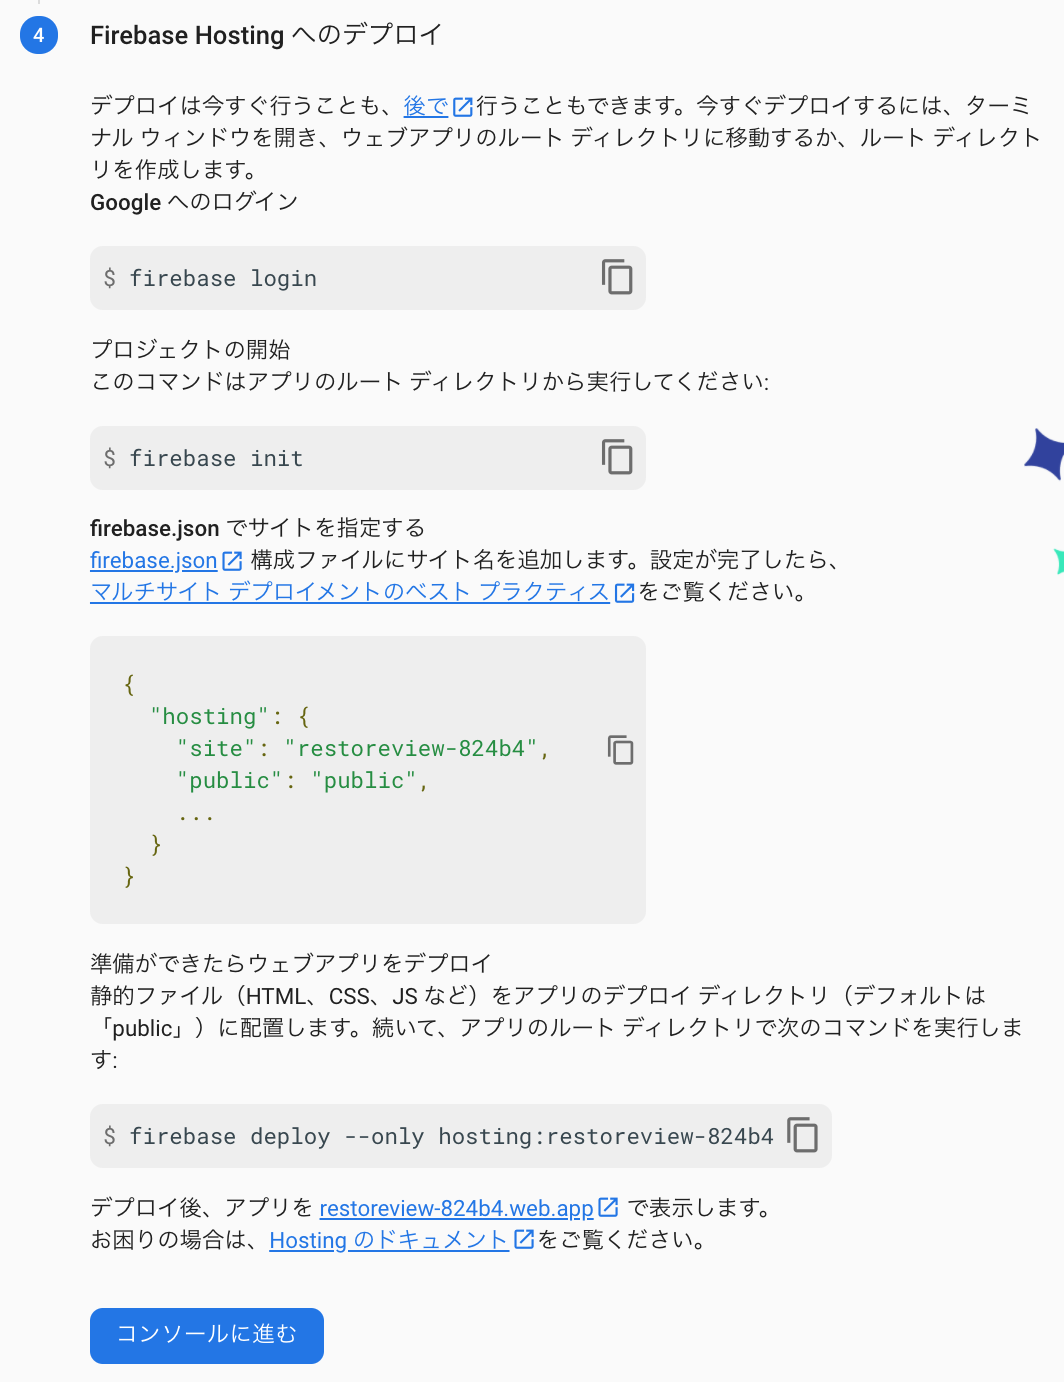 4 Firebase Hosting へのデプロイ
デプロイは今すぐ行うことも、後で行うこともできます。今すぐデプロイするには、ターミ
ナル ウィンドウを開き、ウェブアプリのルート ディレクトリに移動するか、ルート ディレクト
リを作成します。
Google へのログイン
$ firebase login
プロジェクトの開始
このコマンドはアプリのルート ディレクトリから実行してください:
$ firebase init
firebase.json でサイトを指定する
firebase.json 構成ファイルにサイト名を追加します。設定が完了したら、
マルチサイト デプロイメントのベスト プラクティスをご覧ください。
{
  "hosting": {
    "site": "restoreview-824b4",
    "public": "public",
    ...
  }
}
準備ができたらウェブアプリをデプロイ
静的ファイル（HTML、CSS、JS など）をアプリのデプロイ ディレクトリ（デフォルトは
「public」）に配置します。続いて、アプリのルート ディレクトリで次のコマンドを実行しま
す:
$ firebase deploy --only hosting:restoreview-824b4
デプロイ後、アプリを restoreview-824b4.web.app で表示します。
お困りの場合は、Hosting のドキュメントをご覧ください。
コンソールに進む